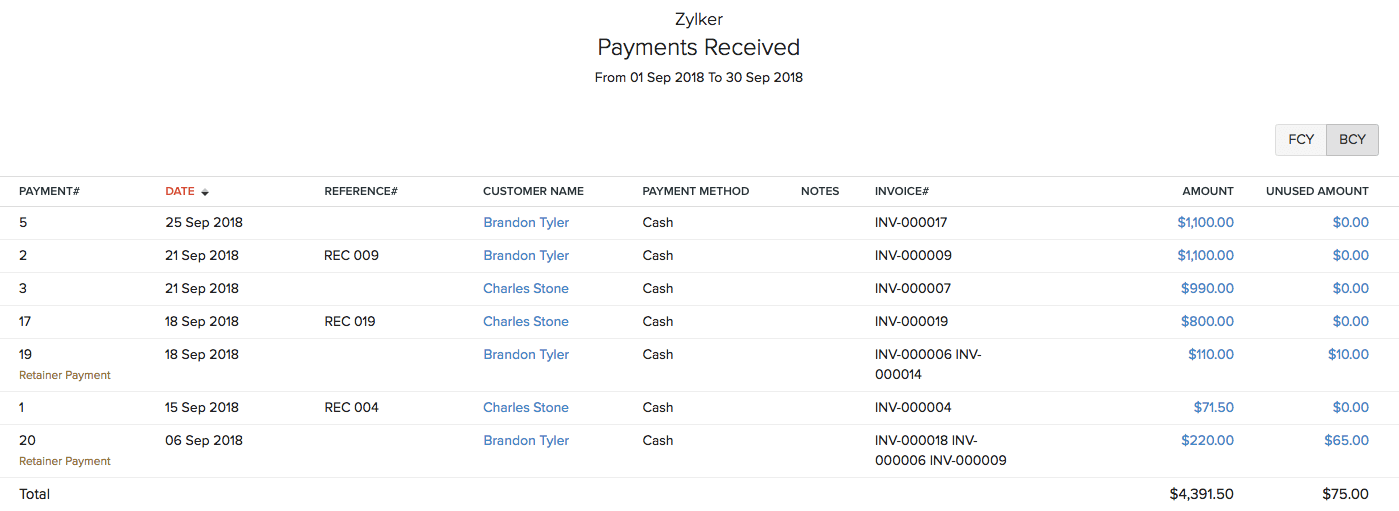 Zylker
Payments Received
From 01 Sep 2018 To 30 Sep 2018
FCY BCY
PAYMENT# DATE REFERENCE# CUSTOMER NAME PAYMENT METHOD NOTES INVOICE# AMOUNT UNUSED AMOUNT
5 25 Sep 2018 Brandon Tyler Cash INV-000017 $1,100.00 $0.00
2 21 Sep 2018 REC 009 Brandon Tyler Cash INV-000009 $1,100.00 $0.00
3 21 Sep 2018 Charles Stone Cash INV-000007 $990.00 $0.00
17 18 Sep 2018 REC 019 Charles Stone Cash INV-000019 $800.00 $0.00
19 18 Sep 2018 Brandon Tyler Cash INV-000006 INV- $110.00 $10.00
Retainer Payment 000014
1 15 Sep 2018 REC 004 Charles Stone Cash INV-000004 $71.50 $0.00
20 06 Sep 2018 Brandon Tyler Cash INV-000018 INV- $220.00 $65.00
Retainer Payment 000006 INV-000009
Total $4,391.50 $75.00